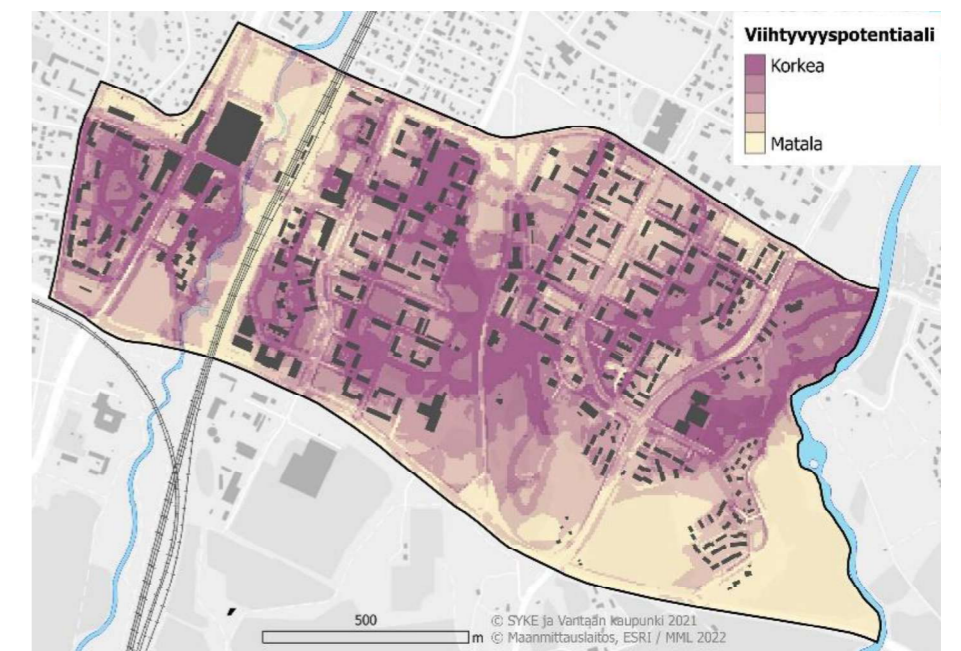 Viihtyvyyspotentiaali
Korkea
Matala
500
m
© SYKE ja Vantaan kaupunki 2021
© Maanmittauslaitos, ESRI / MML 2022